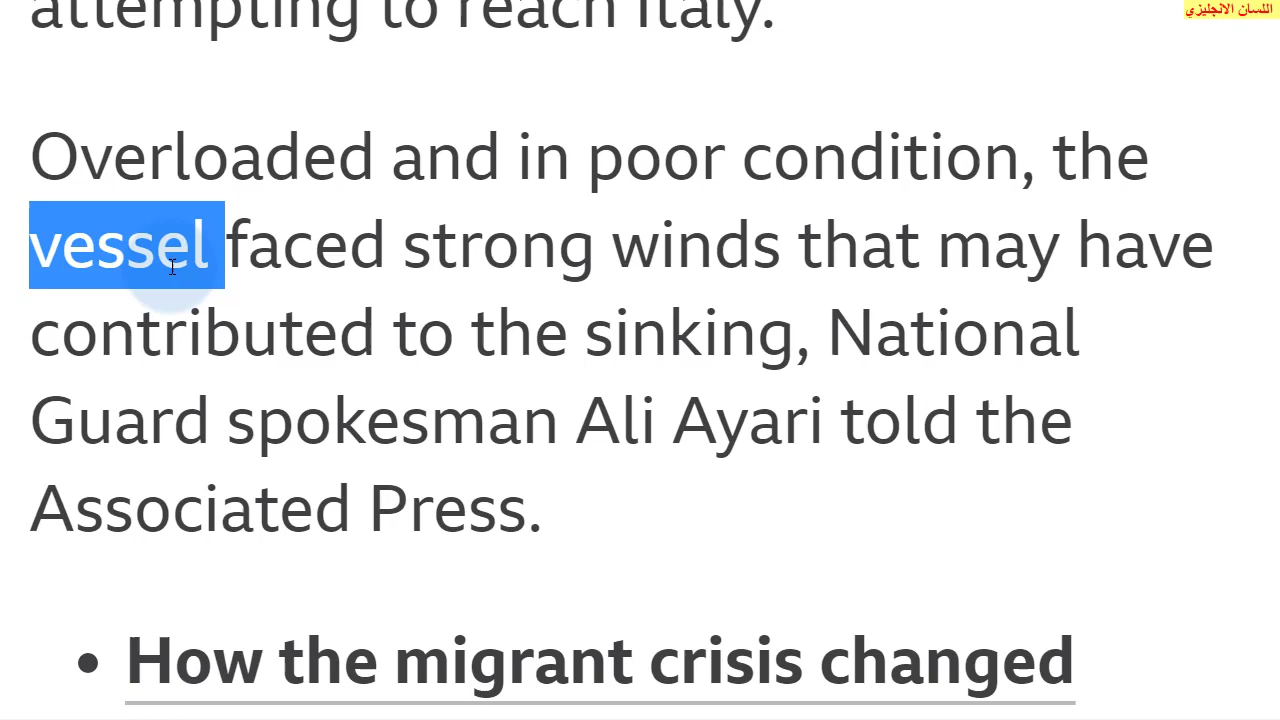 اللسان الانجليزي
attempting to reach Italy.
Overloaded and in poor condition, the
vessel faced strong winds that may have
contributed to the sinking, National
Guard spokesman Ali Ayari told the
Associated Press.
• How the migrant crisis changed